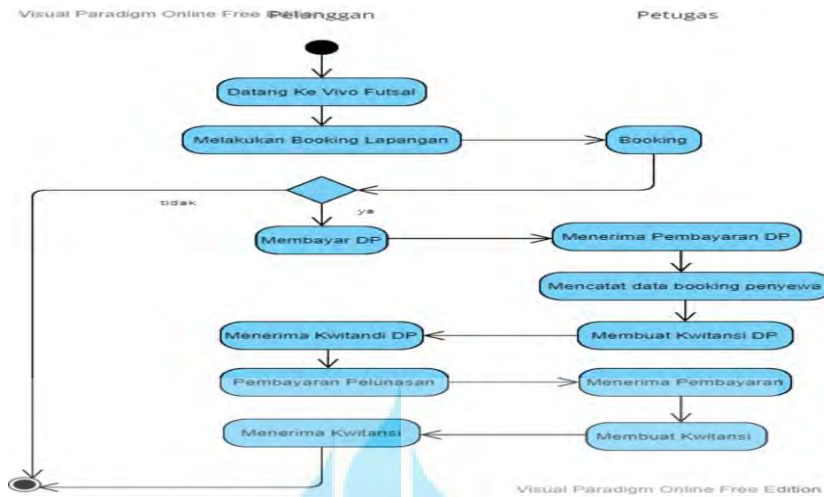 Visual Paradigm Online Free Edition
Pelanggan
Petugas
Datang Ke Vivo Futsal
Melakukan Booking Lapangan
Booking
tidak
ya
Membayar DP
Menerima Pembayaran DP
Mencatat data booking penyewa
Menerima Kwitandi DP
Membuat Kwitansi DP
Pembayaran Pelunasan
Menerima Pembayaran
Menerima Kwitansi
Membuat Kwitansi
Visual Paradigm Online Free Edition